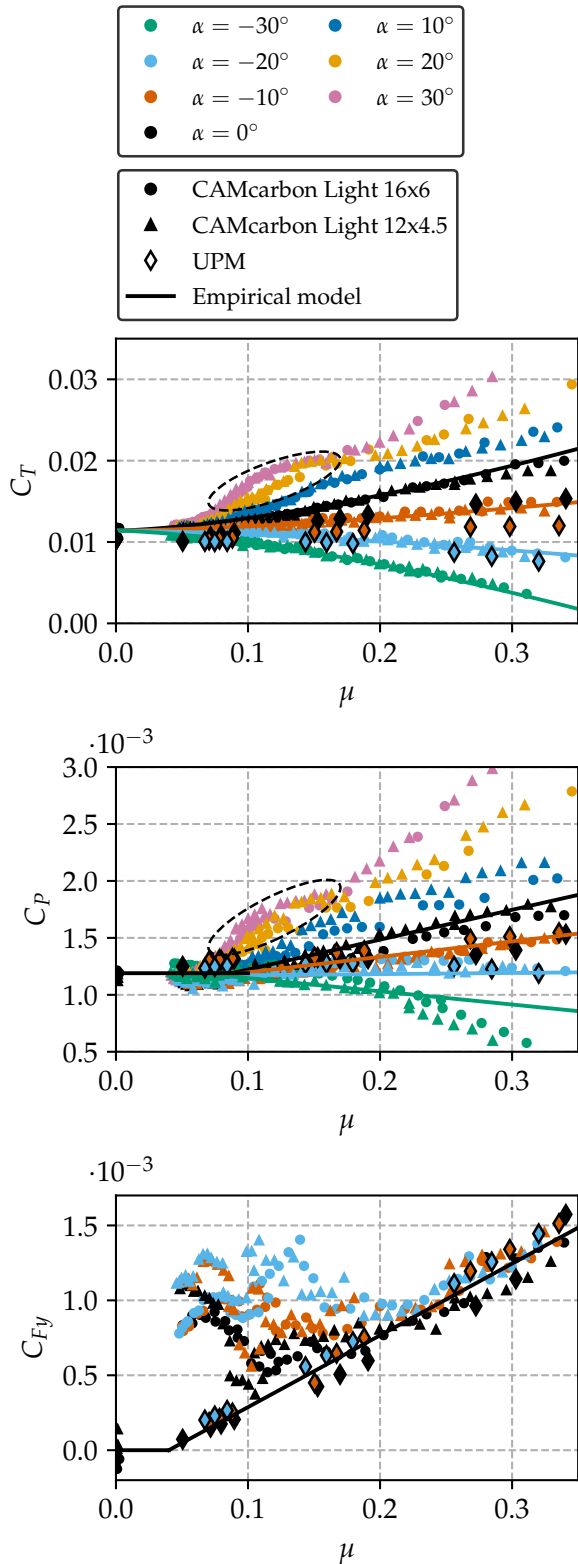 α = −30° α = 10°
α = −20° α = 20°
α = −10° α = 30°
α = 0°
CAMcarbon Light 16x6
CAMcarbon Light 12x4.5
UPM
Empirical model
0.03
0.02
0.01
0.00
C_T
0.0 0.1 0.2 0.3
μ
·10⁻³
3.0
2.5
2.0
1.5
1.0
0.5
C_P
0.0 0.1 0.2 0.3
μ
·10⁻³
1.5
1.0
0.5
0.0
C_Fy
0.0 0.1 0.2 0.3
μ